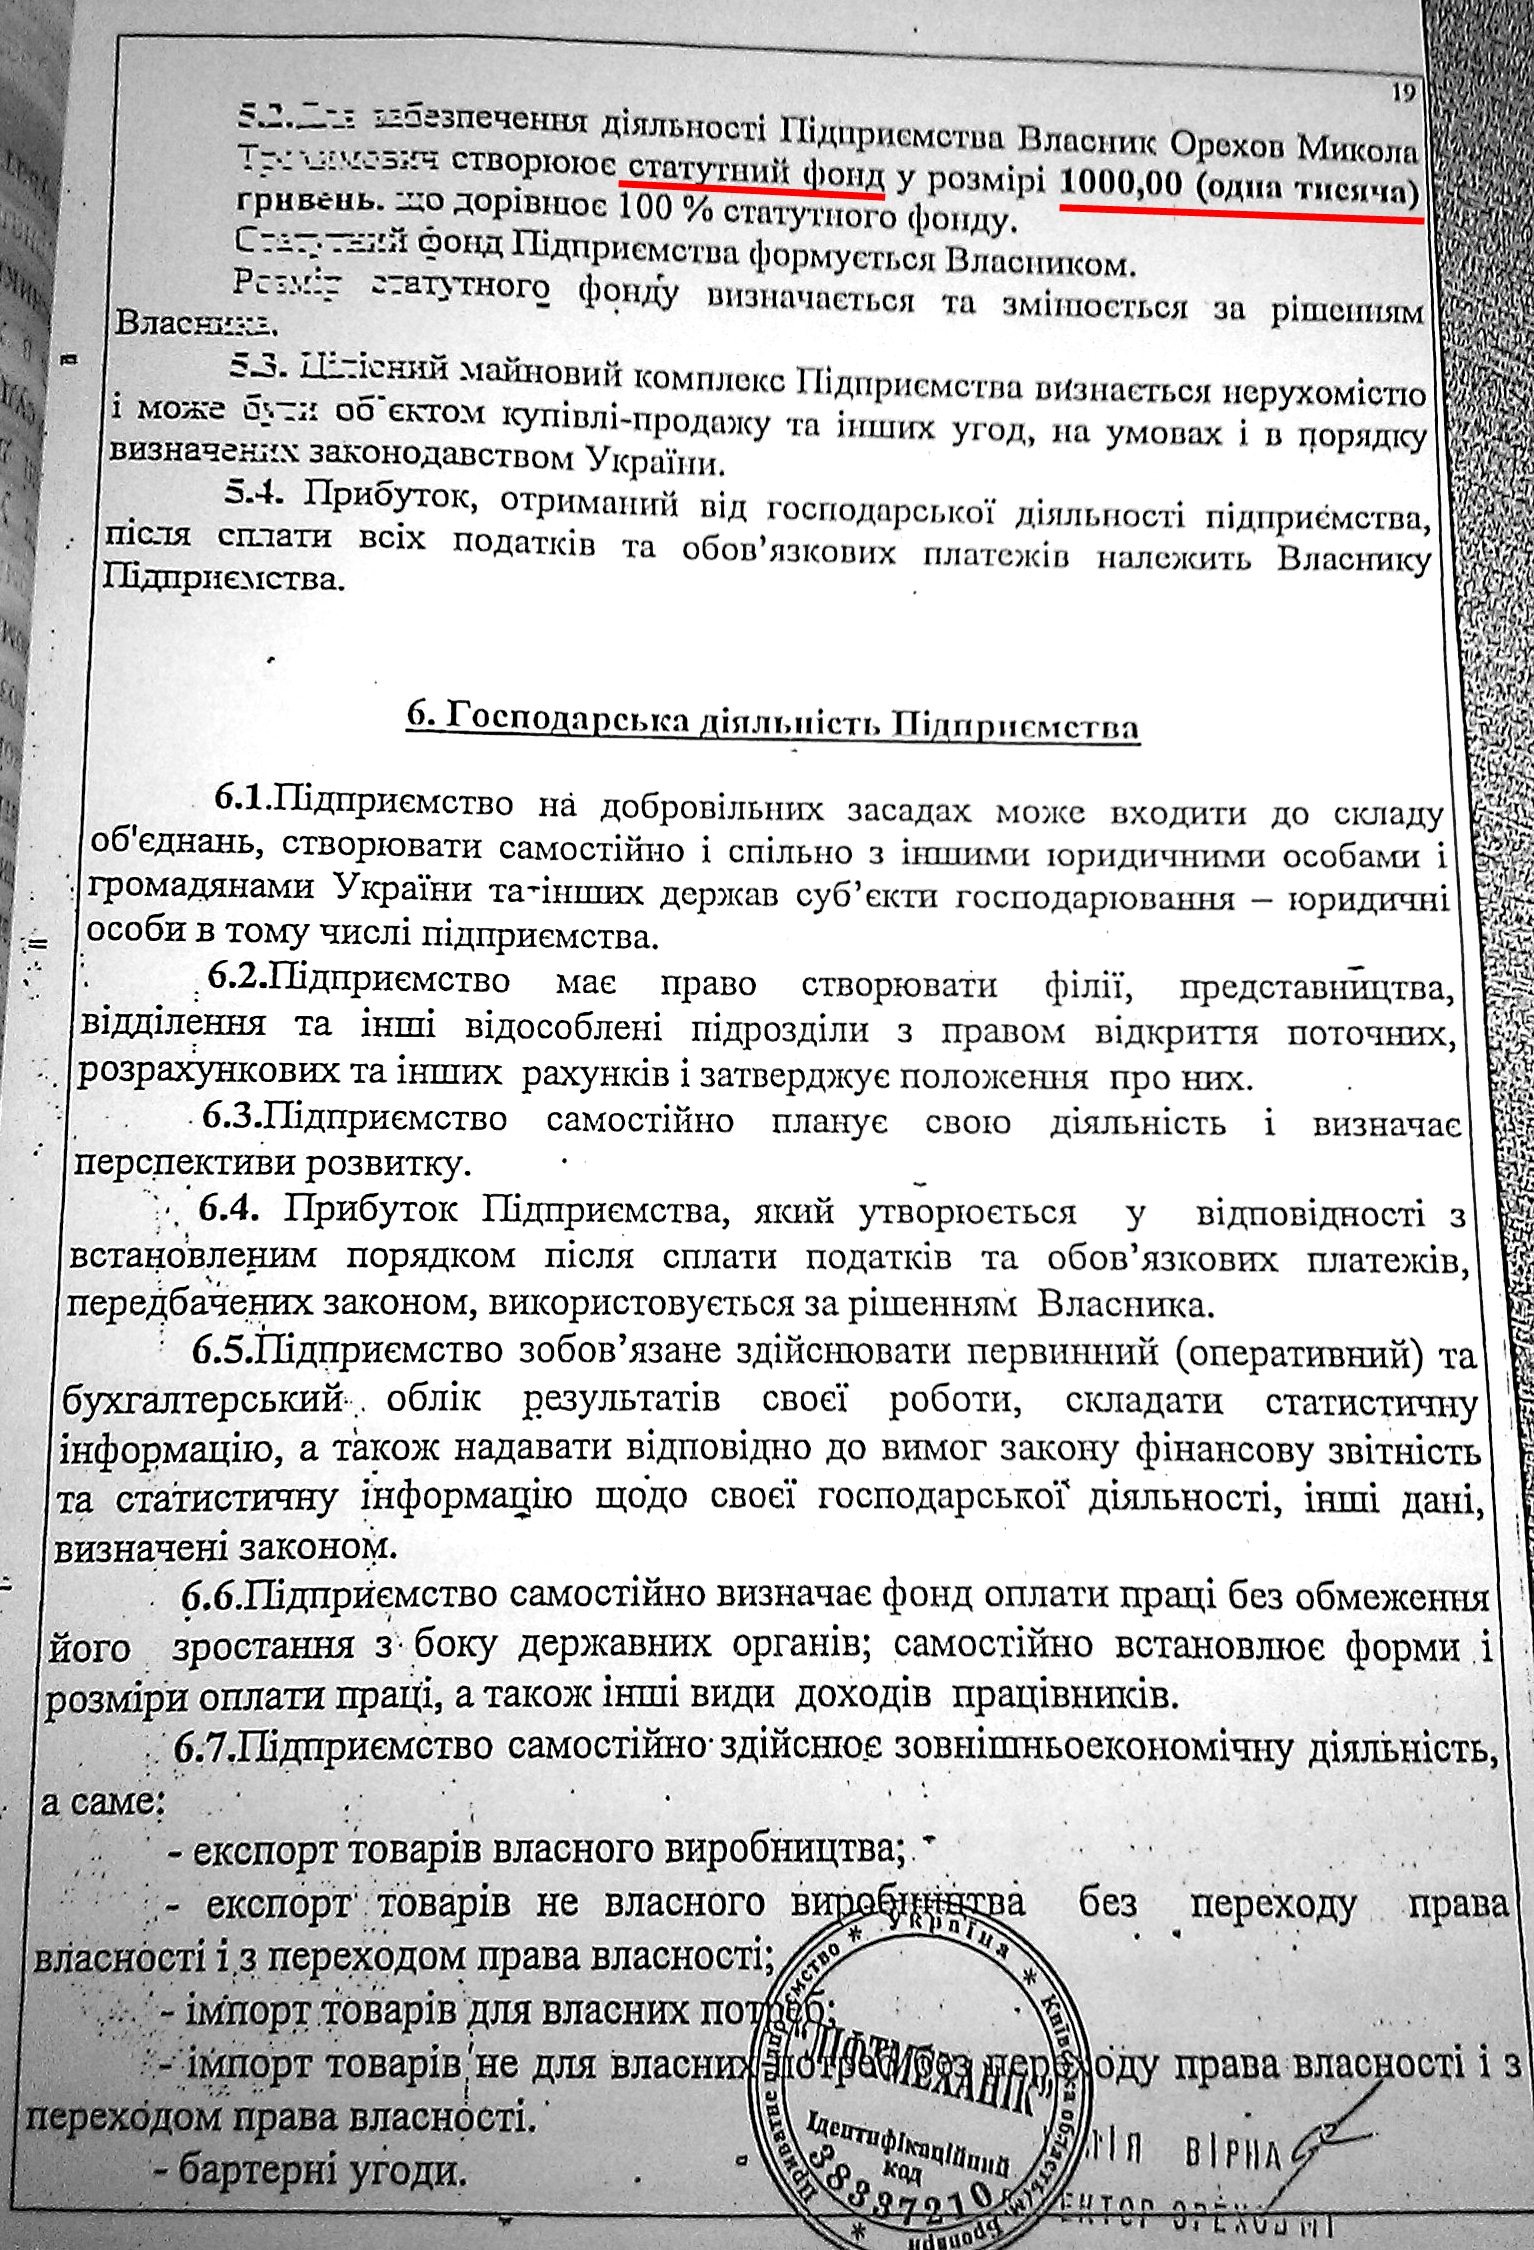 19
5.2. Для забезпечення діяльності Підприємства Власник Орехов Микола
створюює статутний фонд у розмірі 1000,00 (одна тисяча)
гривень. що дорівнює 100 % статутного фонду.
Статутний фонд Підприємства формується Власником.
Розмір статутного фонду визначається та змінюється за рішенням
Власника.
5.3. Цілісний майновий комплекс Підприємства визнається нерухомістю
і може бути об'єктом купівлі-продажу та інших угод, на умовах і в порядку
визначених законодавством України.
5.4. Прибуток, отриманий від господарської діяльності підприємства,
після сплати всіх податків та обов’язкових платежів належить Власнику
Підприємства.
6. Господарська діяльність Підприємства
6.1.Підприємство на добровільних засадах може входити до складу
об'єднань, створювати самостійно і спільно з іншими юридичними особами і
громадянами України та інших держав суб’єкти господарювання – юридичні
особи в тому числі підприємства.
6.2.Підприємство має право створювати філії, представництва,
відділення та інші відособлені підрозділи з правом відкриття поточних,
розрахункових та інших рахунків і затверджує положення про них.
6.3.Підприємство самостійно планує свою діяльність і визначає
перспективи розвитку.
6.4. Прибуток Підприємства, який утворюється у відповідності з
встановленим порядком після сплати податків та обов’язкових платежів,
передбачених законом, використовується за рішенням Власника.
6.5.Підприємство зобов’язане здійснювати первинний (оперативний) та
бухгалтерський облік результатів своєї роботи, складати статистичну
інформацію, а також надавати відповідно до вимог закону фінансову звітність
та статистичну інформацію щодо своєї господарської діяльності, інші дані,
визначені законом.
6.6.Підприємство самостійно визначає фонд оплати праці без обмеження
його зростання з боку державних органів; самостійно встановлює форми і
розміри оплати праці, а також інші види доходів працівників.
6.7.Підприємство самостійно здійснює зовнішньоекономічну діяльність,
а саме:
- експорт товарів власного виробництва;
- експорт товарів не власного виробництва без переходу права
власності і з переходом права власності;
- імпорт товарів для власних потреб;
- імпорт товарів не для власних потреб без переходу права власності і з
переходом права власності.
- бартерні угоди.
Приватне підприємство * Україна * Київська область, м. Бровари *
"ЛІФТМЕХАНІК"
Ідентифікаційний
код
38337210
ВІРНА